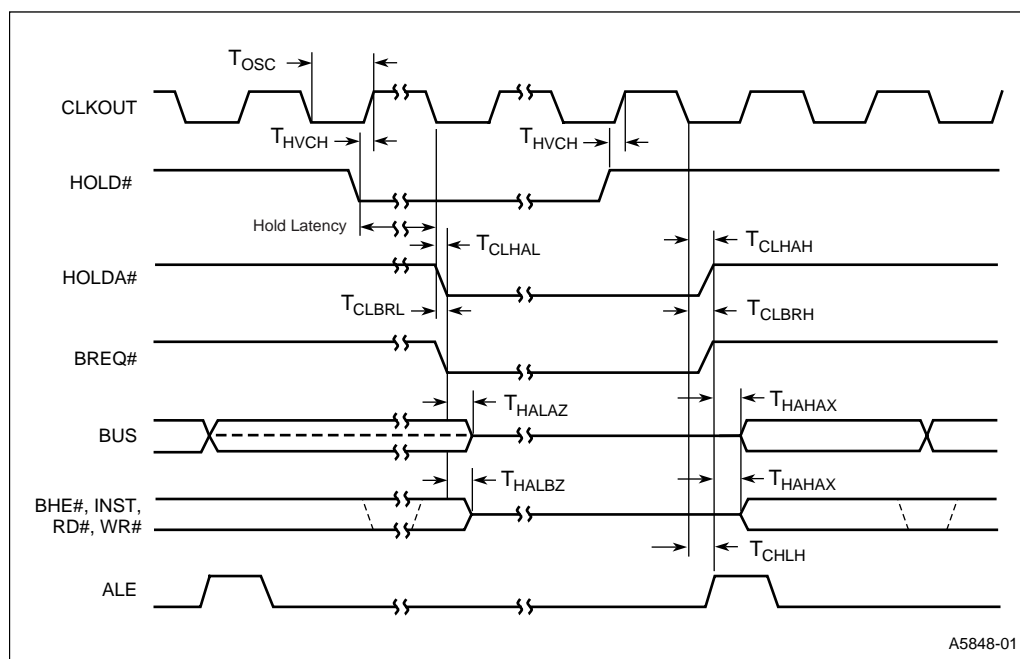 TOSC
CLKOUT
THVCH
THVCH
HOLD#
Hold Latency
TCLHAL
TCLHAH
HOLDA#
TCLBRL
TCLBRH
BREQ#
THALAZ
THAHAX
BUS
THALBZ
THAHAX
BHE#, INST,
RD#, WR#
TCHLH
ALE
A5848-01